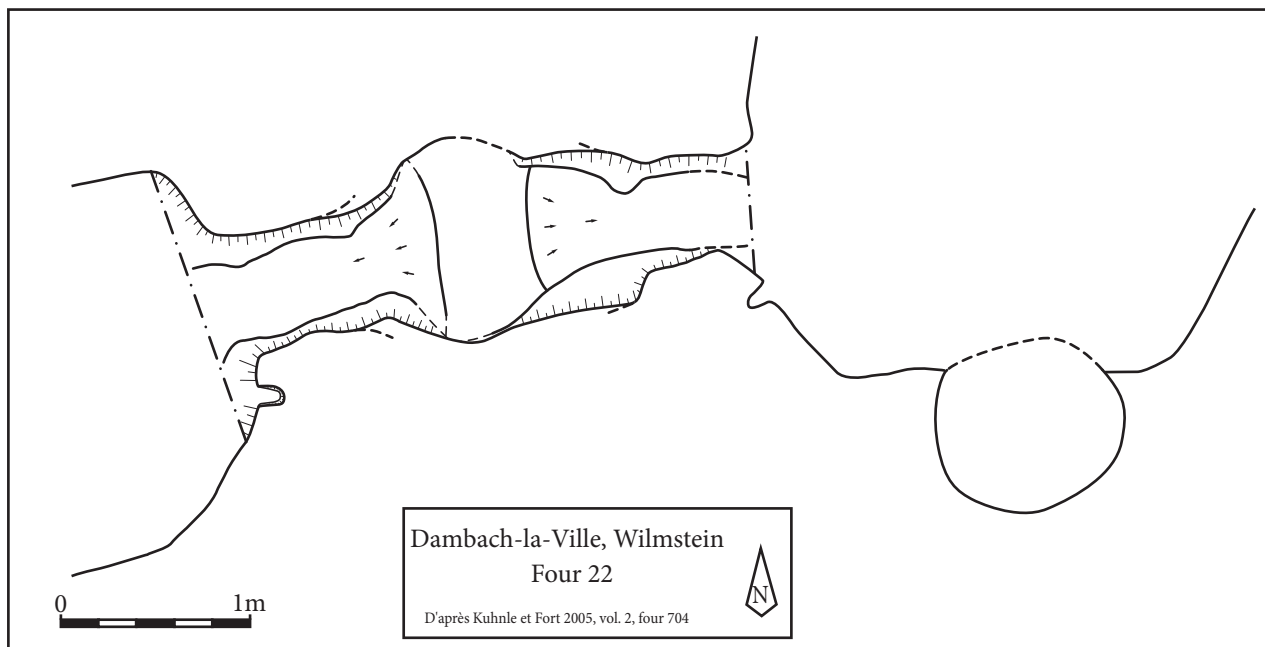 Dambach-la-Ville, Wilmstein
Four 22
D'après Kuhnle et Fort 2005, vol. 2, four 704
N
0 1m